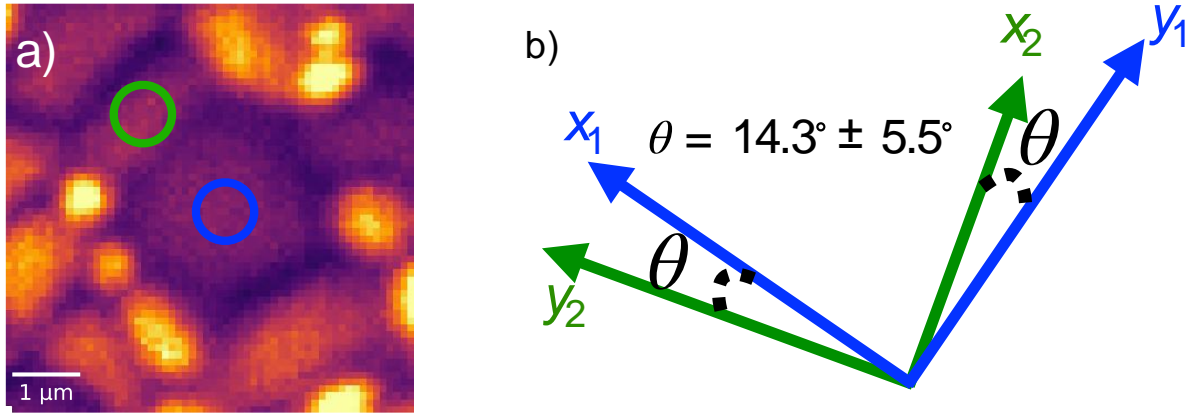 a)
1 μm
b)
x₂
y₁
x₁
θ = 14.3° ± 5.5°
θ
θ
y₂